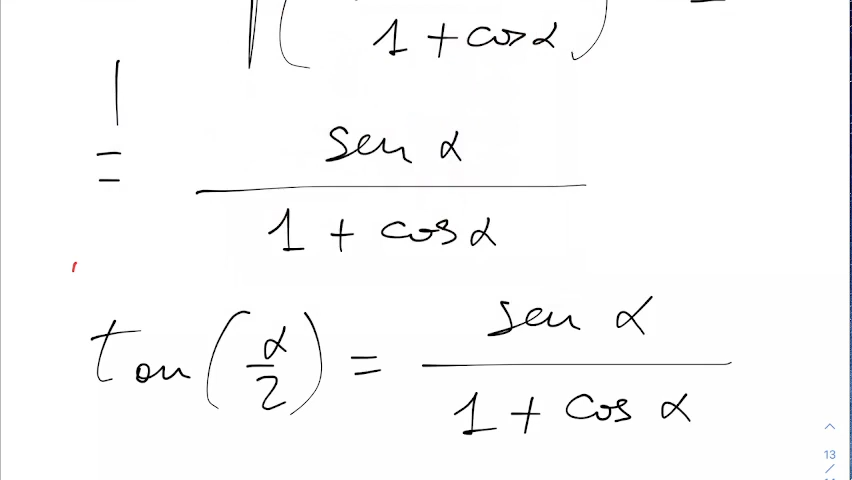 1 + cos α
= sen α
1 + cos α
tan (α/2) = sen α
1 + cos α
13
/